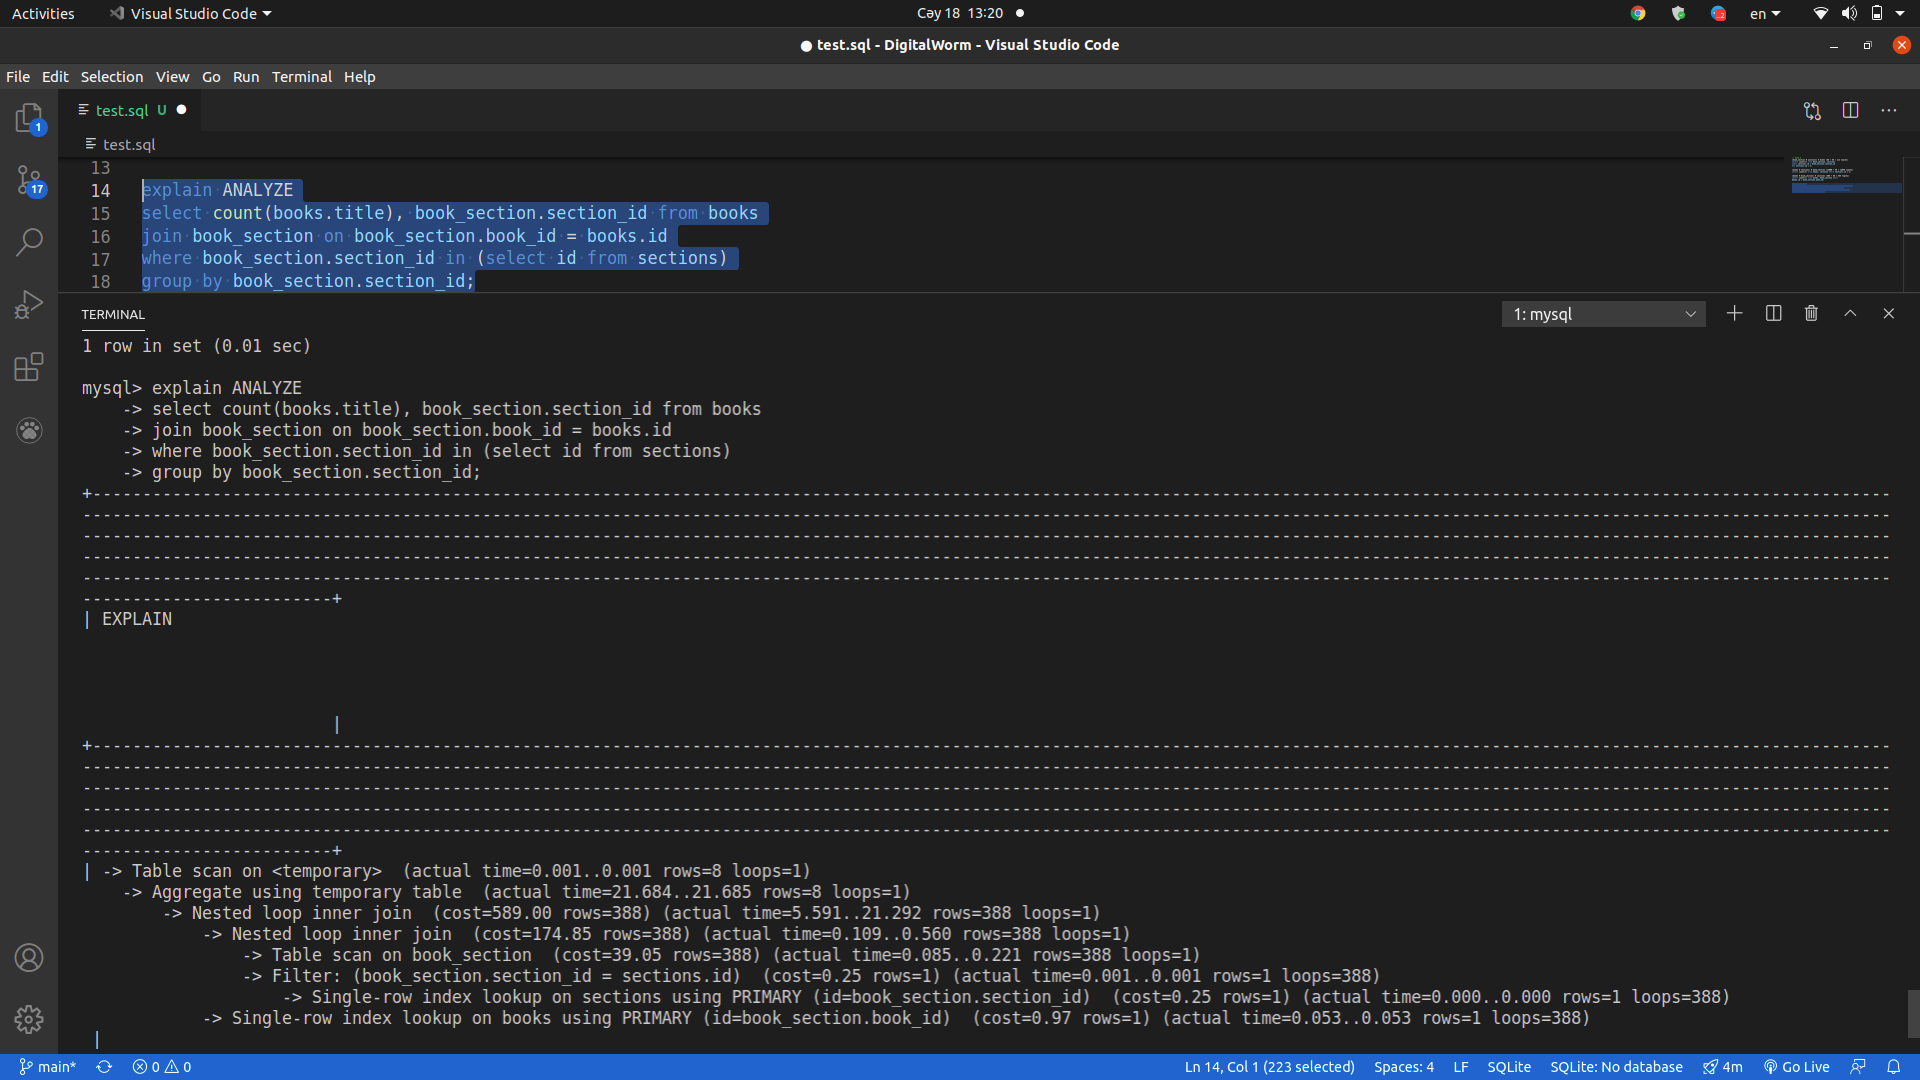 Activities
Visual Studio Code
Cəy 18 13:20
en
test.sql - DigitalWorm - Visual Studio Code
File Edit Selection View Go Run Terminal Help
test.sql U
test.sql
1
17
13
14 explain ANALYZE
15 select count(books.title), book_section.section_id from books
16 join book_section on book_section.book_id = books.id
17 where book_section.section_id in (select id from sections)
18 group by book_section.section_id;
TERMINAL
1: mysql
1 row in set (0.01 sec)
mysql> explain ANALYZE
-> select count(books.title), book_section.section_id from books
-> join book_section on book_section.book_id = books.id
-> where book_section.section_id in (select id from sections)
-> group by book_section.section_id;
| EXPLAIN
|
| -> Table scan on <temporary> (actual time=0.001..0.001 rows=8 loops=1)
-> Aggregate using temporary table (actual time=21.684..21.685 rows=8 loops=1)
-> Nested loop inner join (cost=589.00 rows=388) (actual time=5.591..21.292 rows=388 loops=1)
-> Nested loop inner join (cost=174.85 rows=388) (actual time=0.109..0.560 rows=388 loops=1)
-> Table scan on book_section (cost=39.05 rows=388) (actual time=0.085..0.221 rows=388 loops=1)
-> Filter: (book_section.section_id = sections.id) (cost=0.25 rows=1) (actual time=0.001..0.001 rows=1 loops=388)
-> Single-row index lookup on sections using PRIMARY (id=book_section.section_id) (cost=0.25 rows=1) (actual time=0.000..0.000 rows=1 loops=388)
-> Single-row index lookup on books using PRIMARY (id=book_section.book_id) (cost=0.97 rows=1) (actual time=0.053..0.053 rows=1 loops=388)
|
main* 0 0
Ln 14, Col 1 (223 selected) Spaces: 4 LF SQLite SQLite: No database 4m Go Live